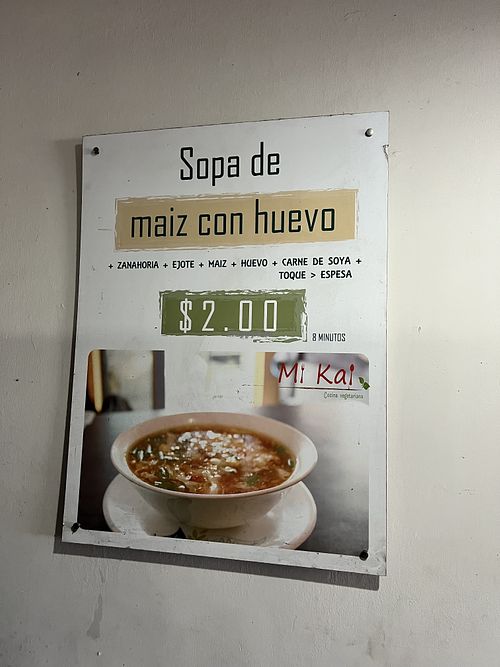 Sopa de
maiz con huevo
+ ZANAHORIA + EJOTE + MAIZ + HUEVO + CARNE DE SOYA +
TOQUE > ESPESA
$2.00
8 MINUTOS
Mi Kai
Cocina vegetariana